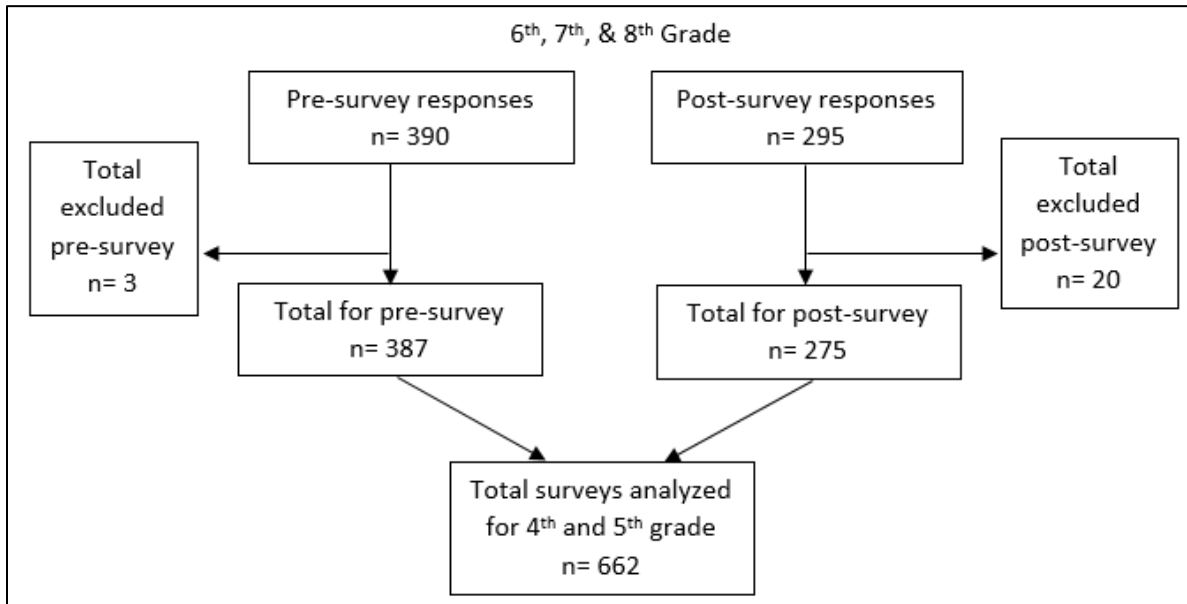 6th, 7th, & 8th Grade
Pre-survey responses
n= 390
Post-survey responses
n= 295
Total
excluded
pre-survey
n= 3
Total
excluded
post-survey
n= 20
Total for pre-survey
n= 387
Total for post-survey
n= 275
Total surveys analyzed
for 4th and 5th grade
n= 662